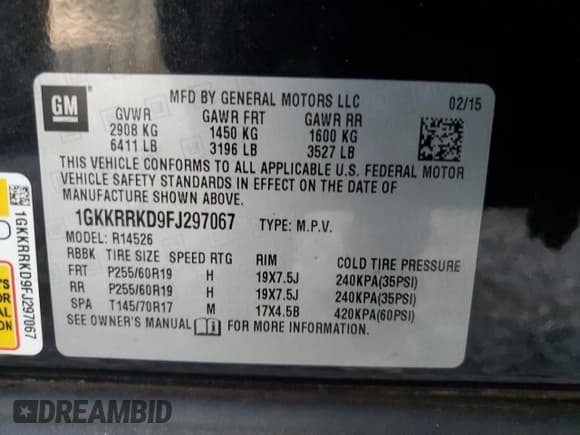 GM
MFD BY GENERAL MOTORS LLC 02/15
GVWR GAWR FRT GAWR RR
2908 KG 1450 KG 1600 KG
6411 LB 3196 LB 3527 LB
THIS VEHICLE CONFORMS TO ALL APPLICABLE U.S. FEDERAL MOTOR
VEHICLE SAFETY STANDARDS IN EFFECT ON THE DATE OF
MANUFACTURE SHOWN ABOVE.
1GKKRRKD9FJ297067 TYPE: M.P.V.
MODEL: R14526
RBBK TIRE SIZE SPEED RTG RIM COLD TIRE PRESSURE
FRT P255/60R19 H 19X7.5J 240KPA(35PSI)
RR P255/60R19 H 19X7.5J 240KPA(35PSI)
SPA T145/70R17 M 17X4.5B 420KPA(60PSI)
SEE OWNER'S MANUAL FOR MORE INFORMATION.
1GKKRRKD9FJ297067
DREAMBID